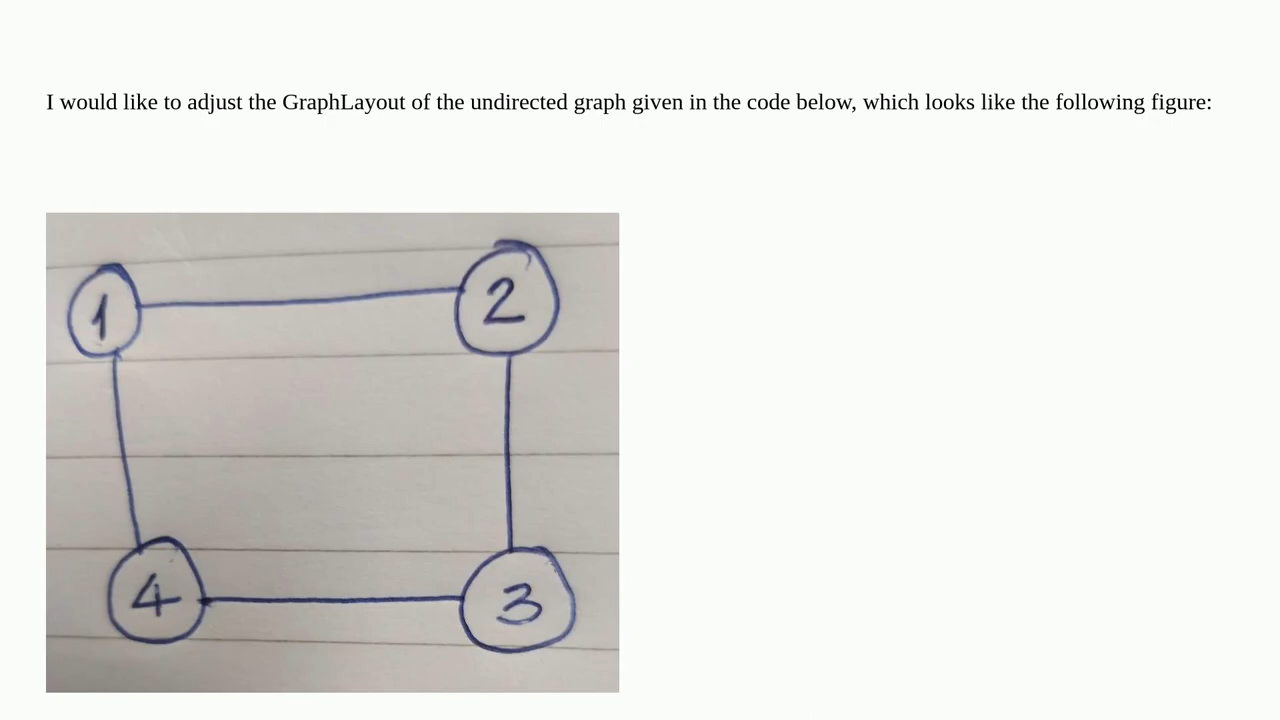 I would like to adjust the GraphLayout of the undirected graph given in the code below, which looks like the following figure:
1
2
4
3